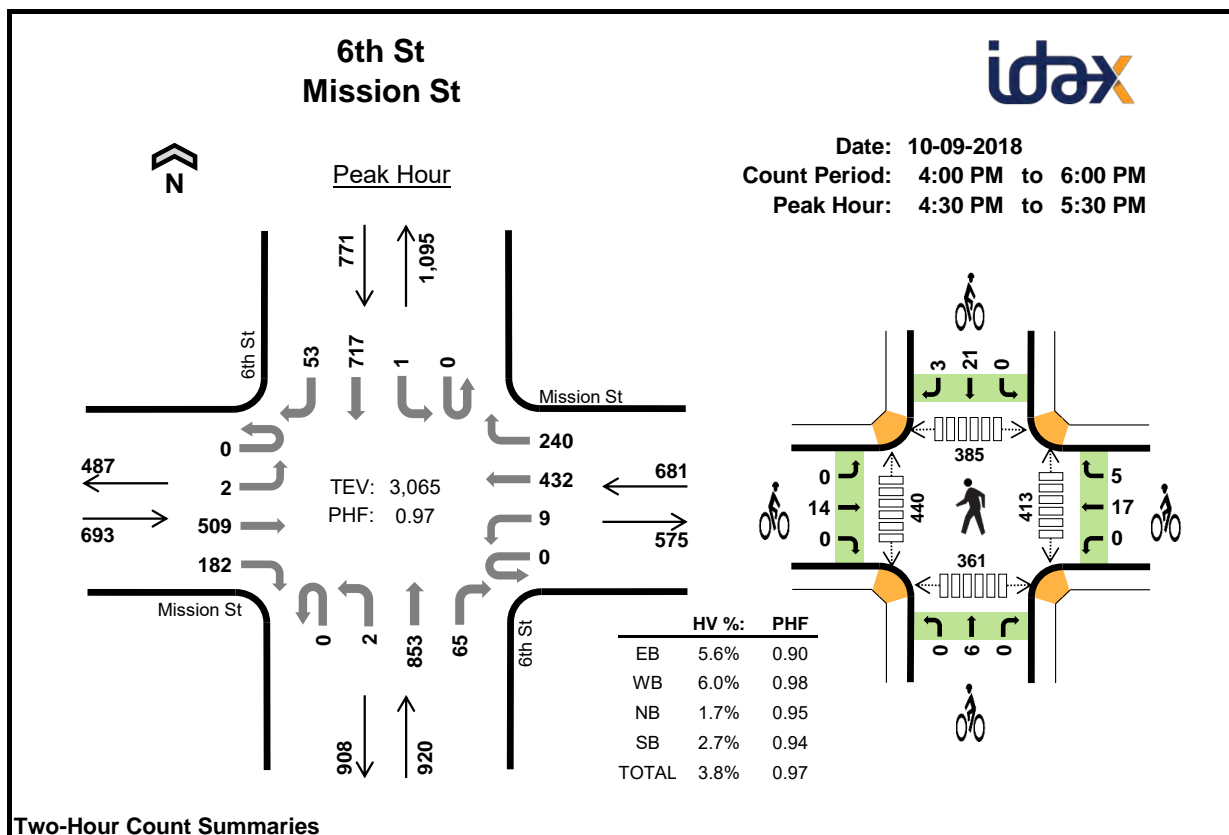 6th St
Mission St
idax
Date: 10-09-2018
Count Period: 4:00 PM to 6:00 PM
Peak Hour: 4:30 PM to 5:30 PM
N
Peak Hour
771
1,095
6th St
53
717
1
0
Mission St
0
2
509
182
487
693
TEV: 3,065
PHF: 0.97
240
432
9
0
681
575
Mission St
0
2
853
65
6th St
908
920
HV %: PHF
EB 5.6% 0.90
WB 6.0% 0.98
NB 1.7% 0.95
SB 2.7% 0.94
TOTAL 3.8% 0.97
3
21
0
385
0
14
0
440
413
5
17
0
361
0
6
0
Two-Hour Count Summaries